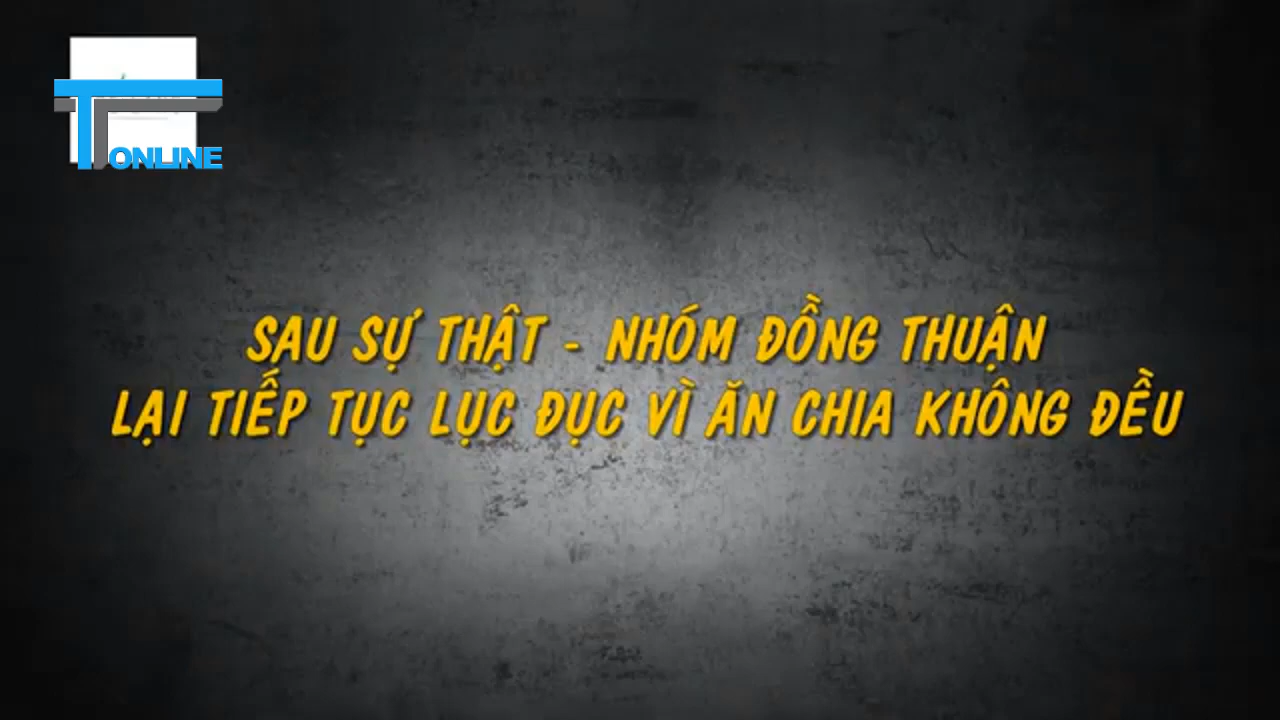 ONLINE
SAU SỰ THẬT - NHÓM ĐỒNG THUẬN
LẠI TIẾP TỤC LỤC ĐỤC VÌ ĂN CHIA KHÔNG ĐỀU